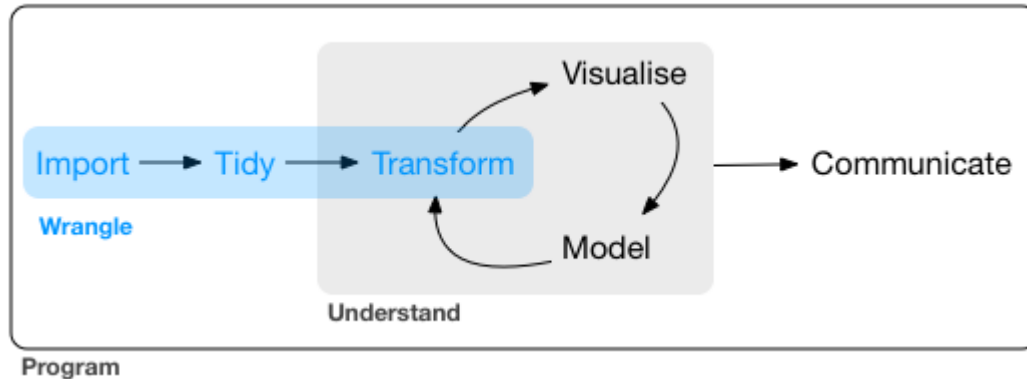 Visualise
Import
Tidy
Transform
Communicate
Wrangle
Model
Understand
Program